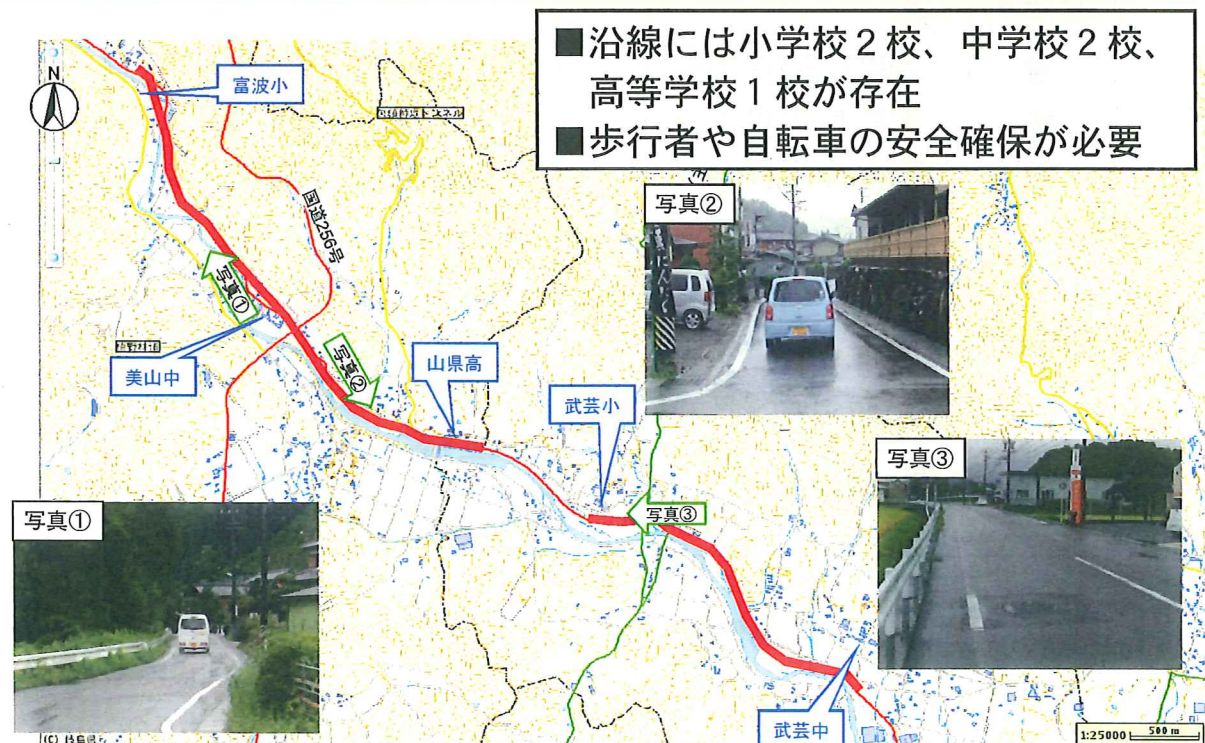 ■沿線には小学校２校、中学校２校、
高等学校１校が存在
■歩行者や自転車の安全確保が必要
N
富波小
国道256号
写真②
写真①
美山中
写真②
山県高
武芸小
写真③
写真③
写真①
武芸中
1:25000
500 m